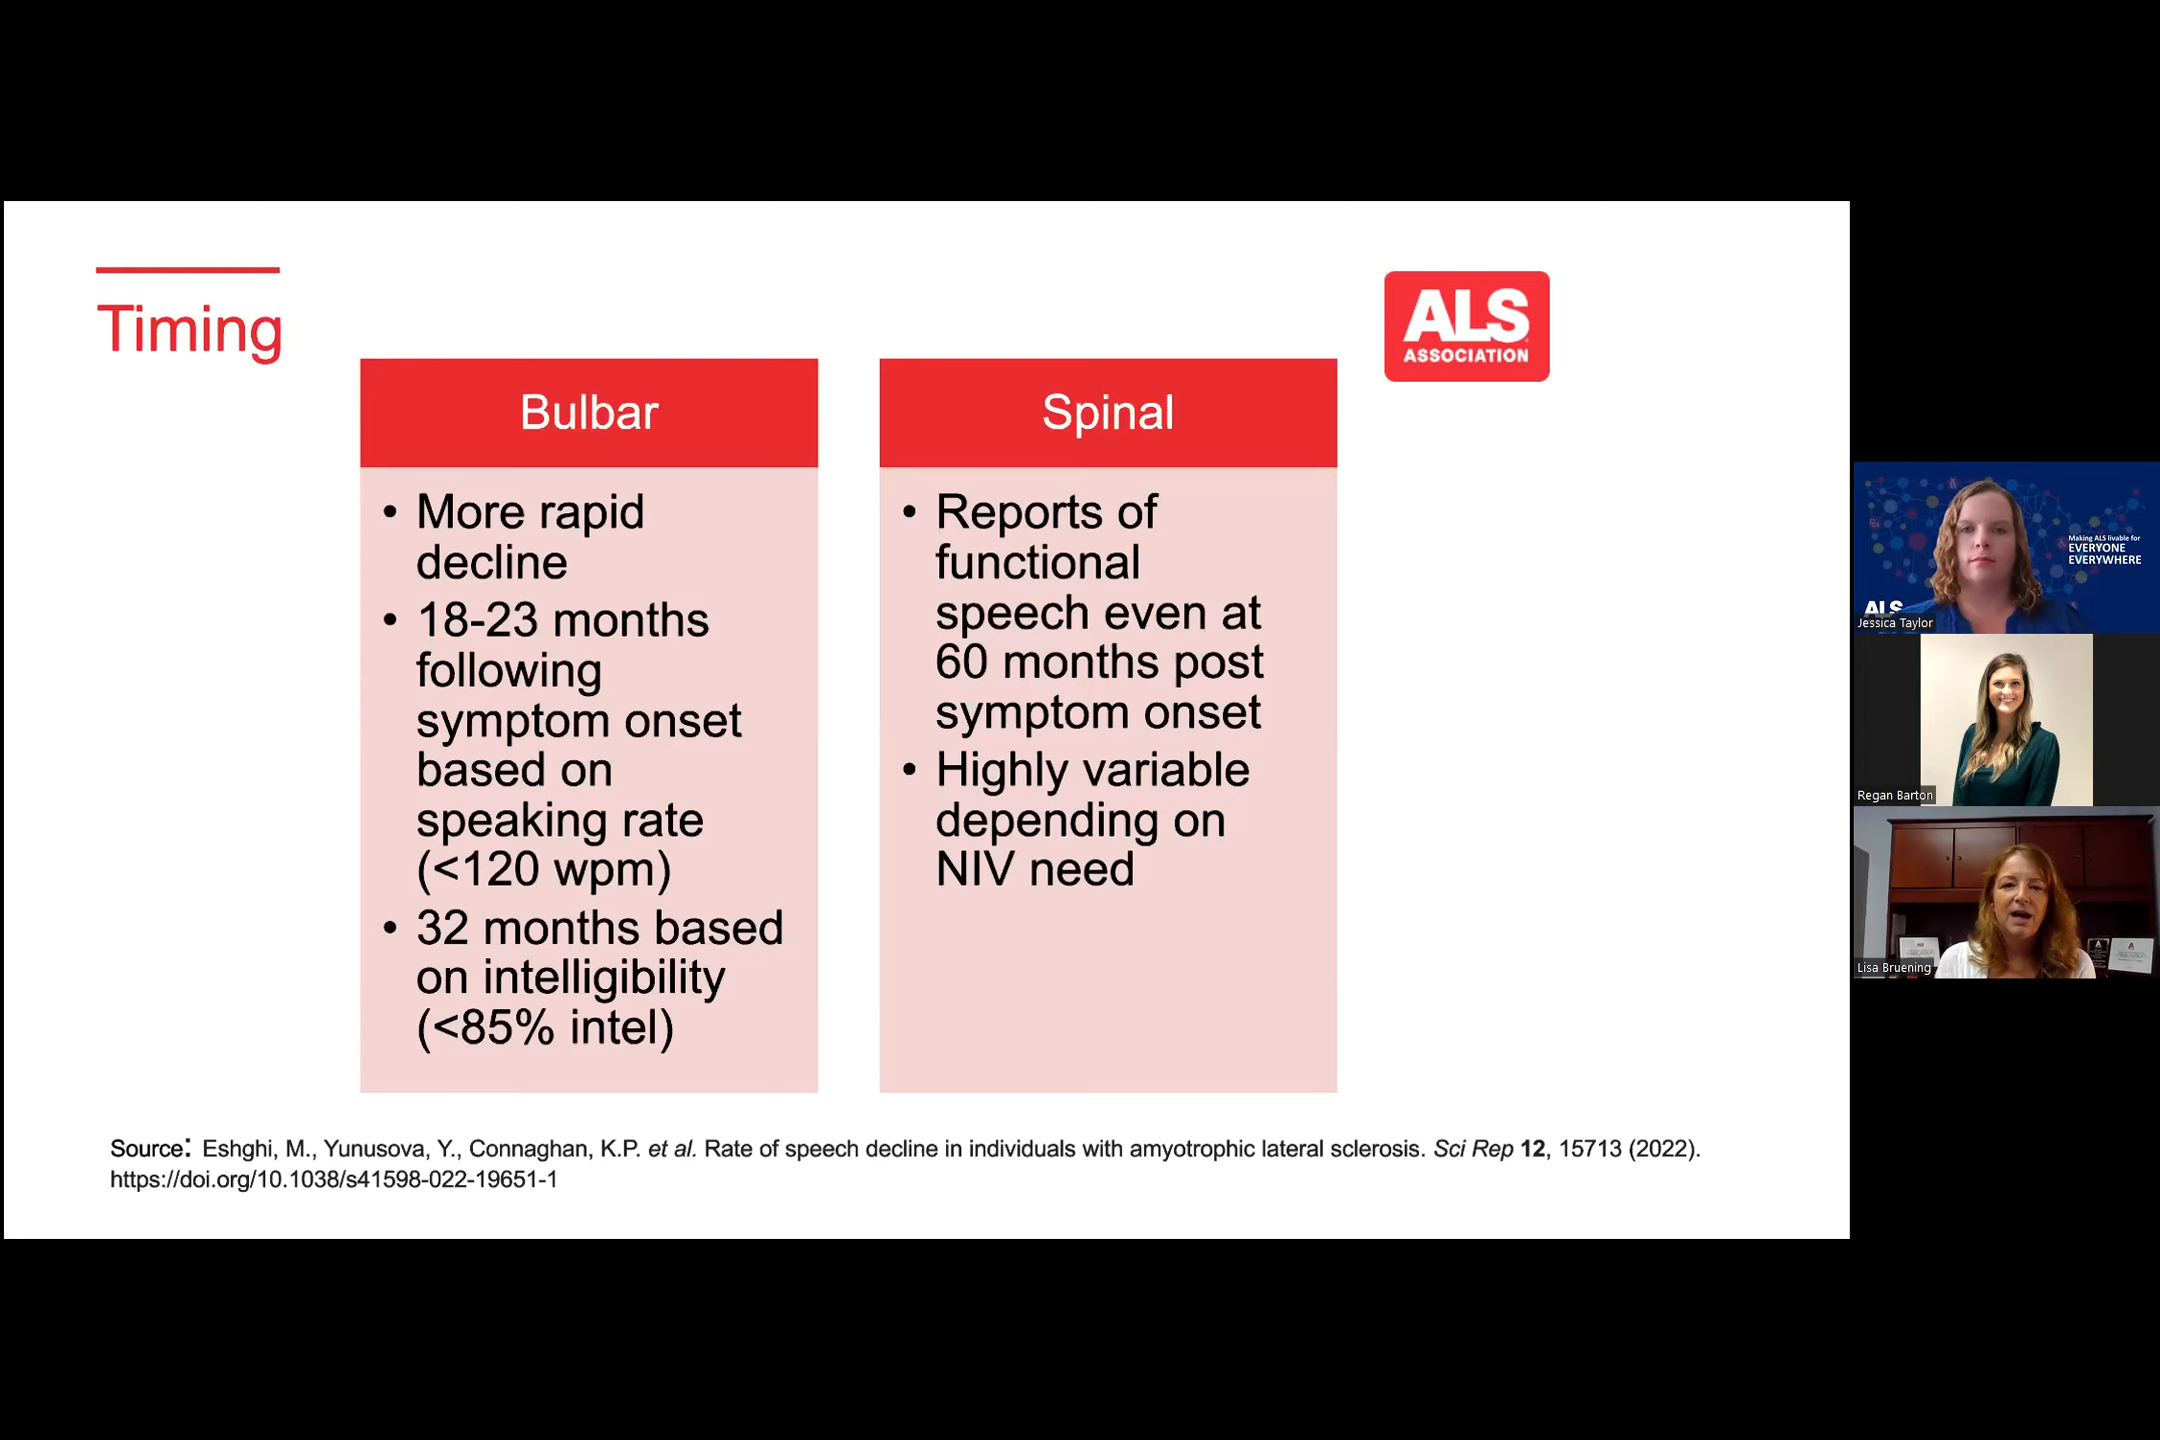 Timing
ALS
ASSOCIATION
Bulbar
• More rapid
decline
• 18-23 months
following
symptom onset
based on
speaking rate
(<120 wpm)
• 32 months based
on intelligibility
(<85% intel)
Spinal
• Reports of
functional
speech even at
60 months post
symptom onset
• Highly variable
depending on
NIV need
Source: Eshghi, M., Yunusova, Y., Connaghan, K.P. et al. Rate of speech decline in individuals with amyotrophic lateral sclerosis. Sci Rep 12, 15713 (2022).
https://doi.org/10.1038/s41598-022-19651-1
Making ALS livable for
EVERYONE
EVERYWHERE
ALS
Jessica Taylor
Regan Barton
Lisa Bruening